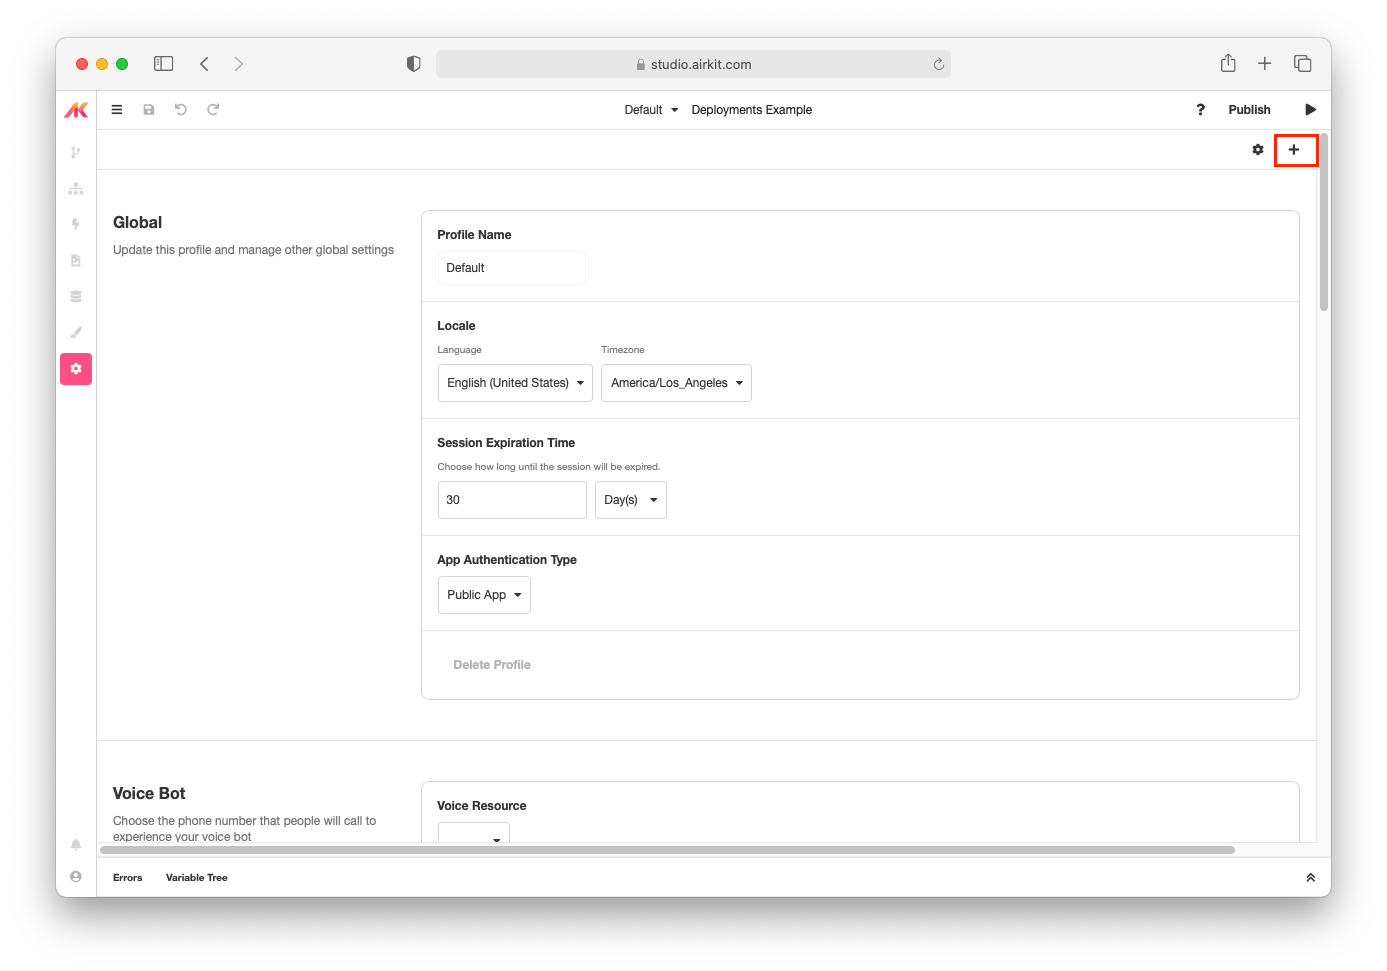 studio.airkit.com
Default
Deployments Example
?
Publish
Global
Update this profile and manage other global settings
Profile Name
Default
Locale
Language
Timezone
English (United States)
America/Los_Angeles
Session Expiration Time
Choose how long until the session will be expired.
30
Day(s)
App Authentication Type
Public App
Delete Profile
Voice Bot
Choose the phone number that people will call to
experience your voice bot
Voice Resource
Errors
Variable Tree